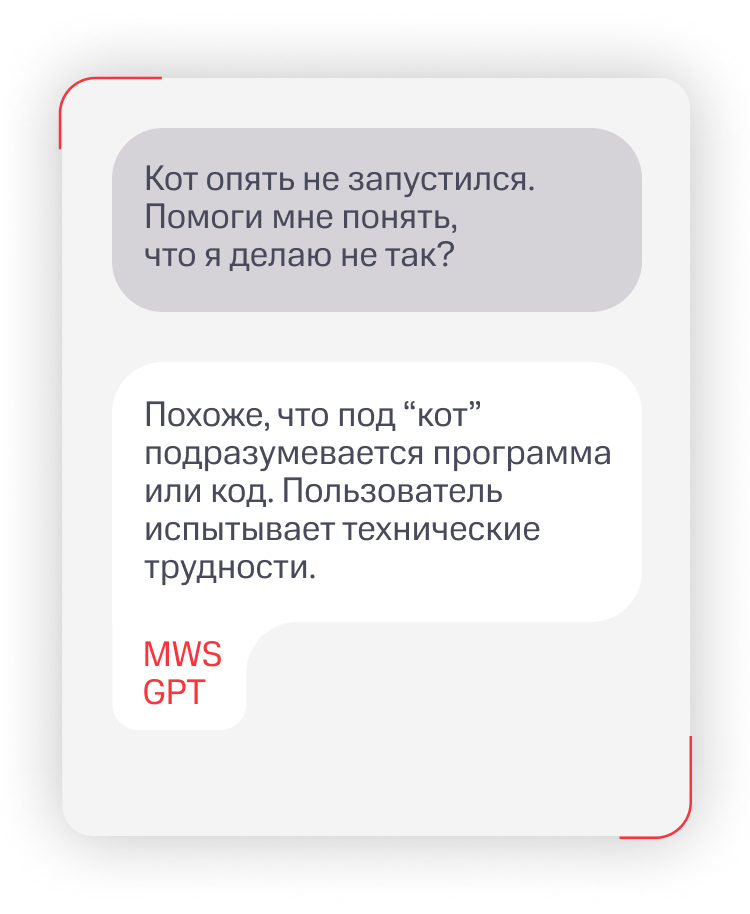 Кот опять не запустился.
Помоги мне понять,
что я делаю не так?
Похоже, что под “кот”
подразумевается программа
или код. Пользователь
испытывает технические
трудности.
MWS
GPT